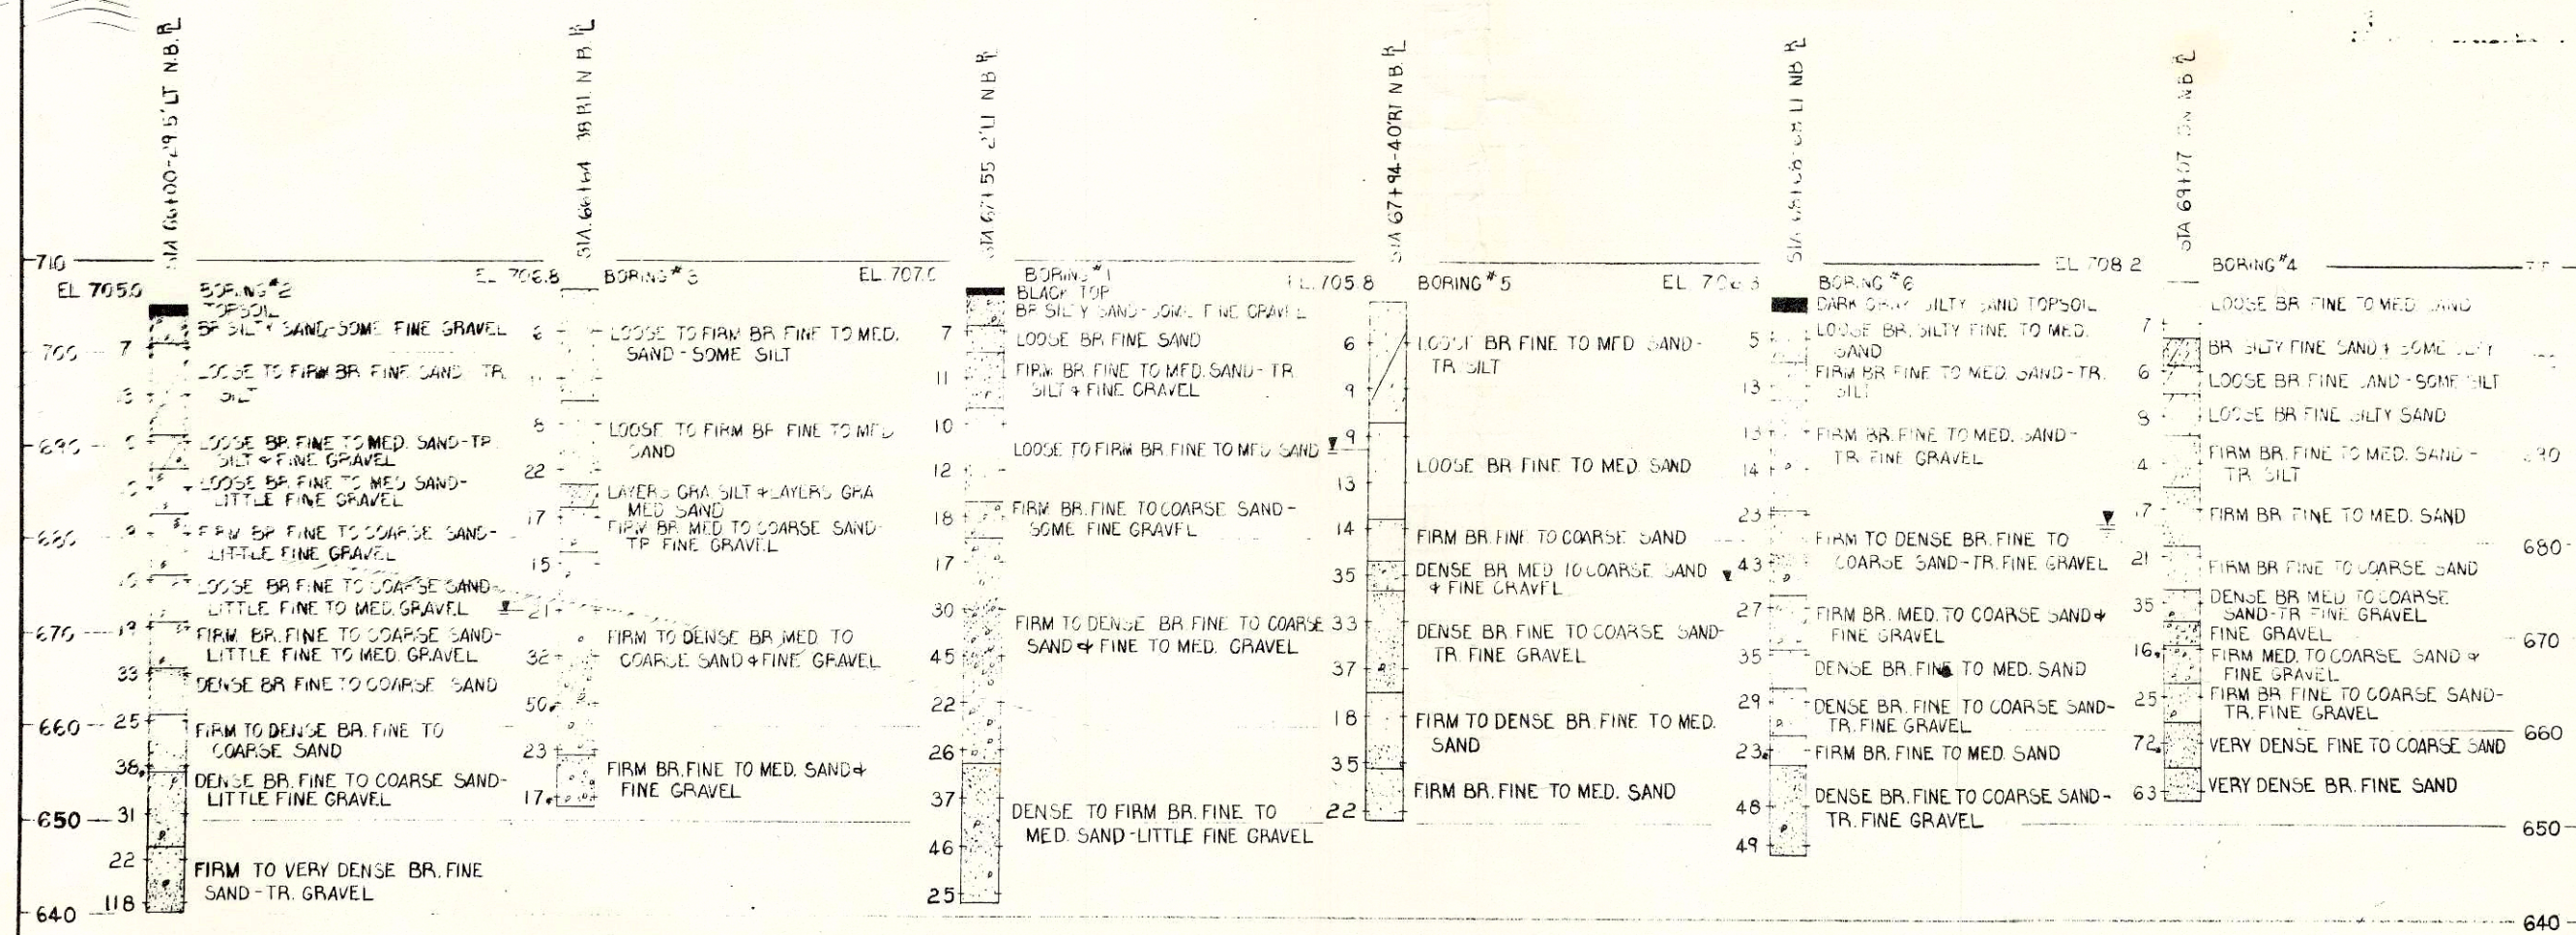 STA 66+00-29.5' LT N.B. ℞
EL 705.0
BORING #2
TOPSOIL
BR SILTY SAND-SOME FINE GRAVEL
7
LOOSE TO FIRM BR FINE SAND TR
SILT
LOOSE BR. FINE TO MED. SAND-TR.
SILT & FINE GRAVEL
LOOSE BR. FINE TO MED SAND-
LITTLE FINE GRAVEL
FIRM BR FINE TO COARSE SAND-
LITTLE FINE GRAVEL
LOOSE BR FINE TO COARSE SAND-
LITTLE FINE TO MED. GRAVEL
19
FIRM BR. FINE TO COARSE SAND-
LITTLE FINE TO MED. GRAVEL
33
DENSE BR FINE TO COARSE SAND
25
FIRM TO DENSE BR. FINE TO
COARSE SAND
38
DENSE BR. FINE TO COARSE SAND-
LITTLE FINE GRAVEL
31
22
FIRM TO VERY DENSE BR. FINE
SAND-TR. GRAVEL
118
STA. 66+64 38 RT. N B. ℞
EL 706.8
BORING #3
6
LOOSE TO FIRM BR FINE TO MED.
SAND-SOME SILT
8
LOOSE TO FIRM BR FINE TO MED
SAND
22
LAYERS GRA SILT & LAYERS GRA
MED SAND
17
FIRM BR MED TO COARSE SAND-
TR FINE GRAVEL
15
21
FIRM TO DENSE BR MED. TO
COARSE SAND & FINE GRAVEL
32
50
23
FIRM BR. FINE TO MED. SAND &
FINE GRAVEL
17
STA 67+55 2' LT N B ℞
EL. 707.0
BORING #1
BLACK TOP
BR SILTY SAND-SOME FINE GRAVEL
7
LOOSE BR FINE SAND
FIRM BR FINE TO MED. SAND-TR
11
SILT & FINE GRAVEL
10
LOOSE TO FIRM BR FINE TO MED SAND
12
FIRM BR. FINE TO COARSE SAND-
18
SOME FINE GRAVEL
17
30
FIRM TO DENSE BR. FINE TO COARSE
SAND & FINE TO MED. GRAVEL
45
22
26
37
DENSE TO FIRM BR. FINE TO
MED. SAND-LITTLE FINE GRAVEL
46
25
STA 67+94-40'RT N.B. ℞
EL. 705.8
BORING #5
6
LOOSE BR FINE TO MED SAND-
TR SILT
9
9
LOOSE BR FINE TO MED. SAND
13
14
FIRM BR. FINE TO COARSE SAND
35
DENSE BR MED TO COARSE SAND
& FINE GRAVEL
33
DENSE BR. FINE TO COARSE SAND-
TR. FINE GRAVEL
37
18
FIRM TO DENSE BR. FINE TO MED.
SAND
35
FIRM BR. FINE TO MED. SAND
22
LT NB ℞
BORING #6
DARK GRAY SILTY SAND TOPSOIL
LOOSE BR. SILTY FINE TO MED.
5
SAND
FIRM BR FINE TO MED. SAND-TR.
13
SILT
13
FIRM BR. FINE TO MED. SAND-
TR FINE GRAVEL
14
23
FIRM TO DENSE BR. FINE TO
43
COARSE SAND-TR. FINE GRAVEL
27
FIRM BR. MED. TO COARSE SAND &
FINE GRAVEL
35
DENSE BR. FINE TO MED. SAND
29
DENSE BR. FINE TO COARSE SAND-
TR. FINE GRAVEL
23
FIRM BR. FINE TO MED. SAND
DENSE BR. FINE TO COARSE SAND-
48
TR. FINE GRAVEL
49
STA 69+07 ON NB ℞
EL 708 2
BORING #4
LOOSE BR FINE TO MED. SAND
7
BR SILTY FINE SAND & SOME
6
LOOSE BR. FINE SAND-SOME SILT
8
LOOSE BR FINE SILTY SAND
FIRM BR. FINE TO MED. SAND-
TR SILT
FIRM BR FINE TO MED. SAND
21
FIRM BR FINE TO COARSE SAND
35
DENSE BR MED TO COARSE
SAND-TR FINE GRAVEL
FINE GRAVEL
16
FIRM MED. TO COARSE SAND &
FINE GRAVEL
25
FIRM BR FINE TO COARSE SAND-
TR. FINE GRAVEL
72
VERY DENSE FINE TO COARSE SAND
63
VERY DENSE BR. FINE SAND
710
700
690
680
670
660
650
640
680
670
660
650
640